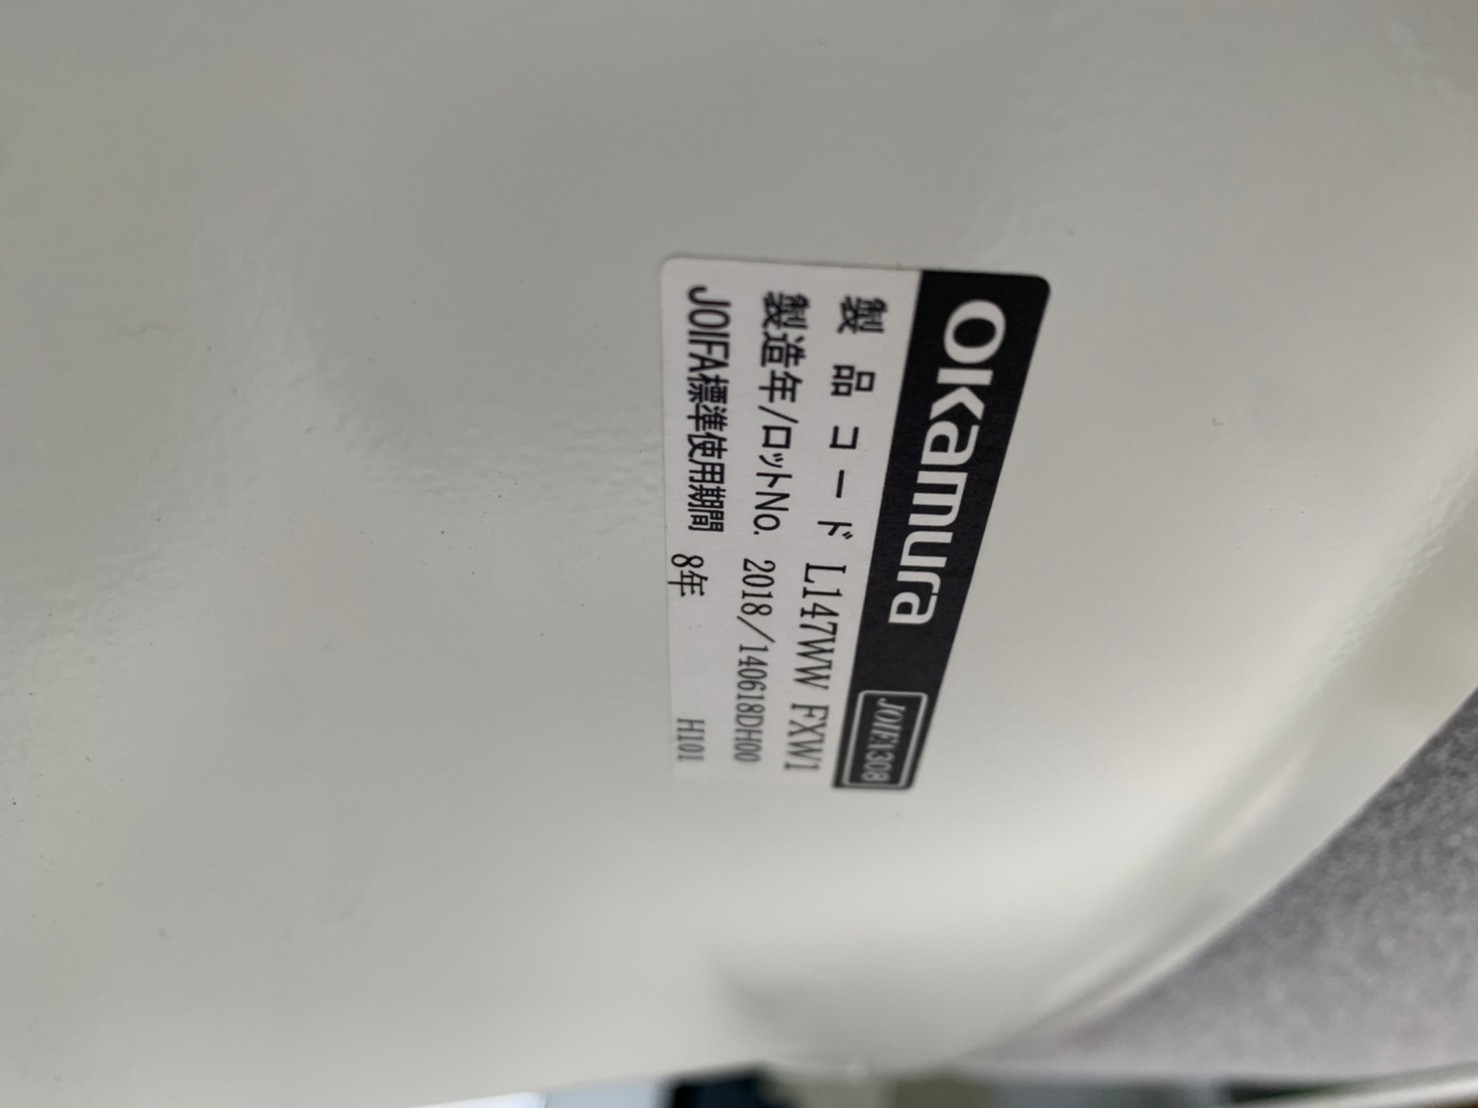 Okamura JOIFA308
製品コード L147WW FXW1
製造年/ロットNo. 2018/140618DH00
JOIFA標準使用期間 8年 H101